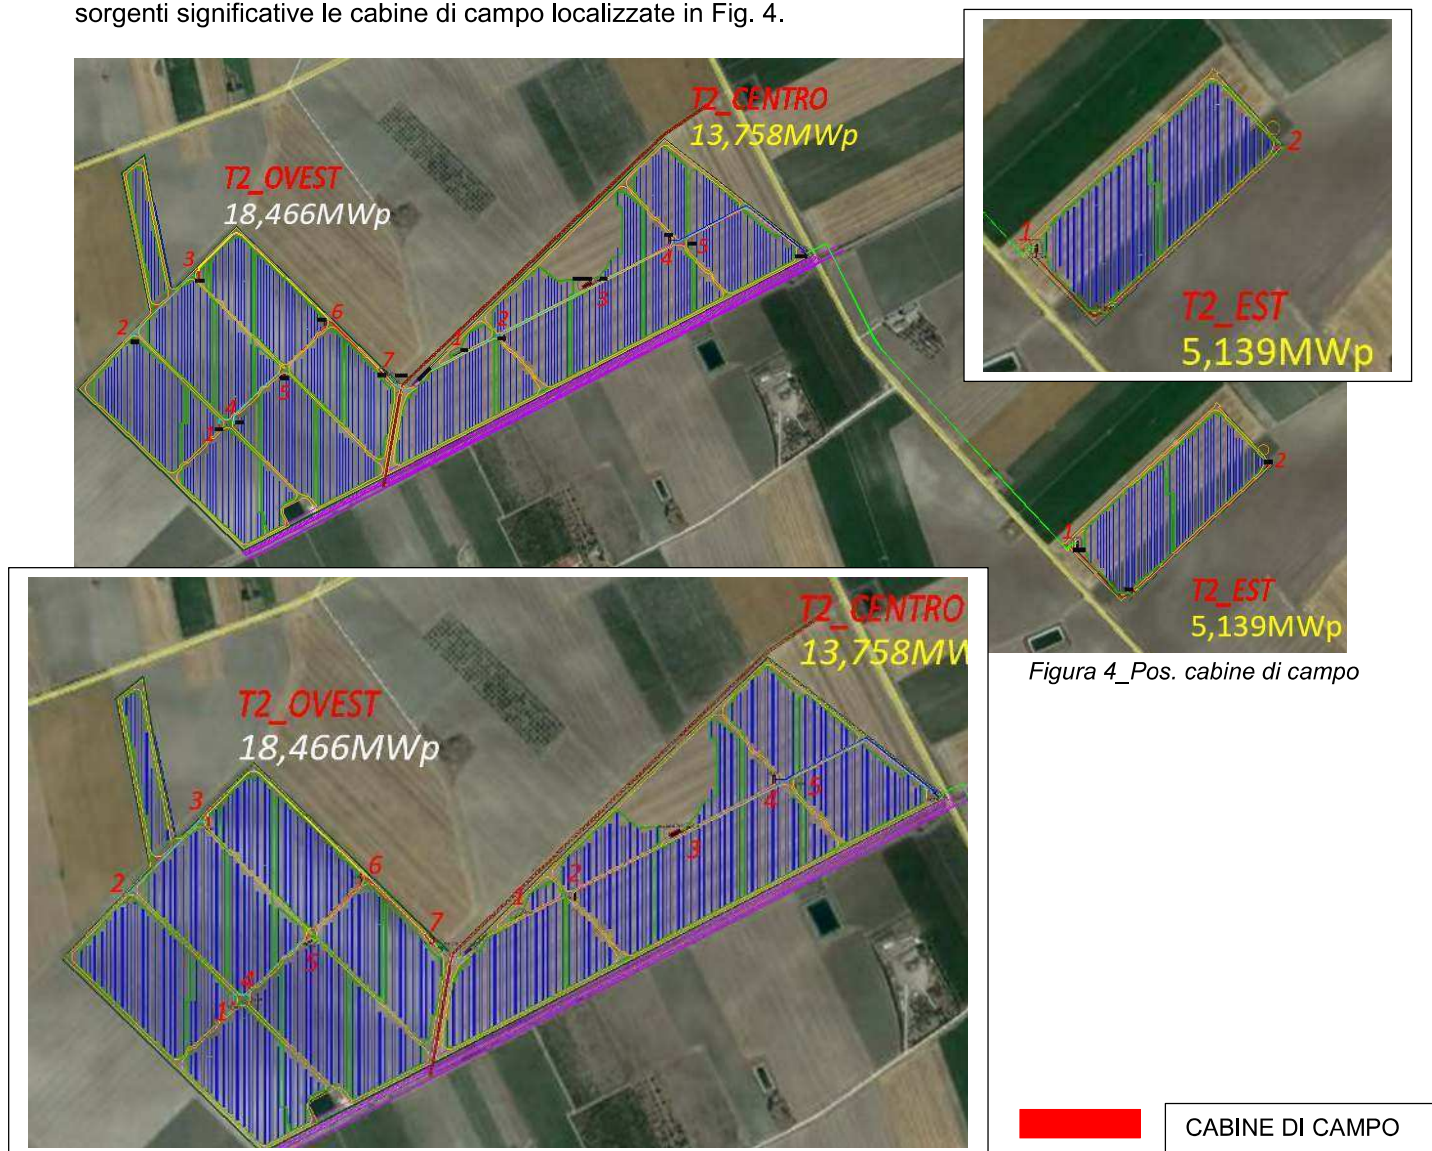 sorgenti significative le cabine di campo localizzate in Fig. 4.
T2_CENTRO
13,758MWp
T2_OVEST
18,466MWp
3
2
6
7
4
1
5
1
2
3
4
5
1
2
T2_EST
5,139MWp
1
2
T2_EST
5,139MWp
Figura 4_Pos. cabine di campo
T2_CENTRO
13,758MW
T2_OVEST
18,466MWp
3
2
6
7
5
4
1
1
2
3
4
5
CABINE DI CAMPO